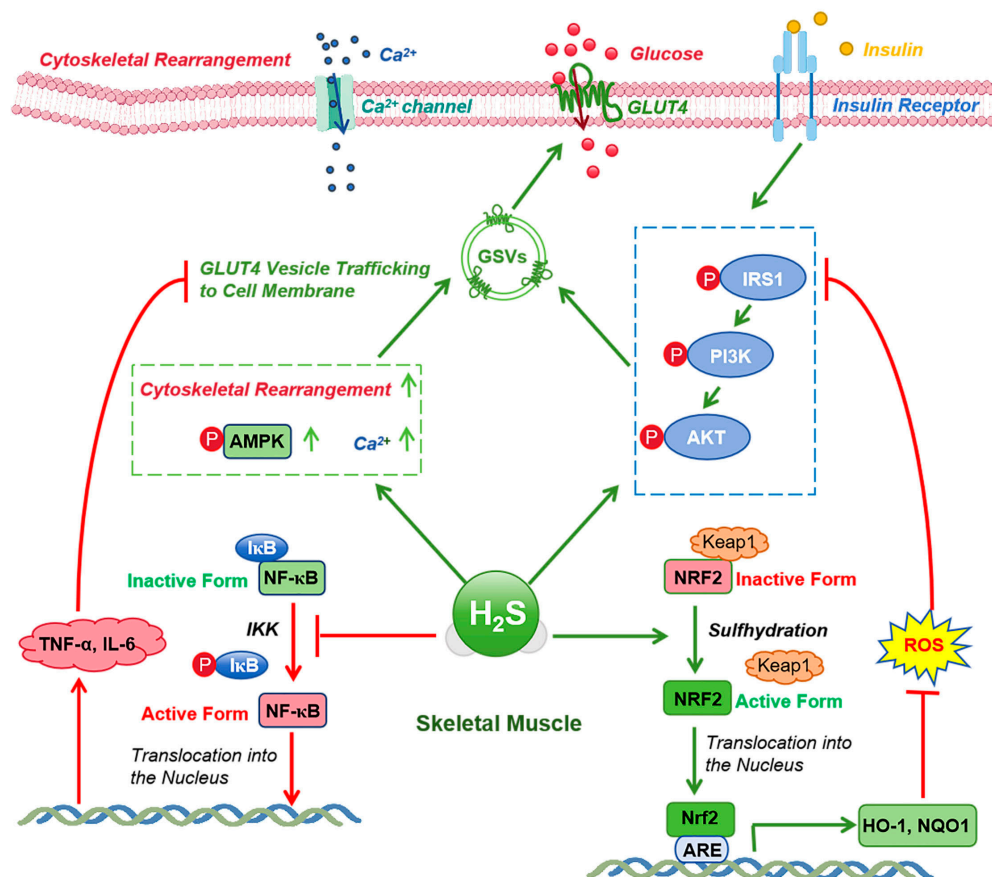 Cytoskeletal Rearrangement
Ca²⁺
Glucose
Insulin
Ca²⁺ channel
GLUT4
Insulin Receptor
GSVs
GLUT4 Vesicle Trafficking
to Cell Membrane
P
IRS1
P
PI3K
P
AKT
Cytoskeletal Rearrangement
P
AMPK
Ca²⁺
IκB
NF-κB
Inactive Form
IKK
P
IκB
Active Form
NF-κB
Translocation into
the Nucleus
TNF-α, IL-6
H₂S
Skeletal Muscle
Keap1
NRF2
Inactive Form
Sulfhydration
Keap1
NRF2
Active Form
Translocation into
the Nucleus
Nrf2
ARE
HO-1, NQO1
ROS